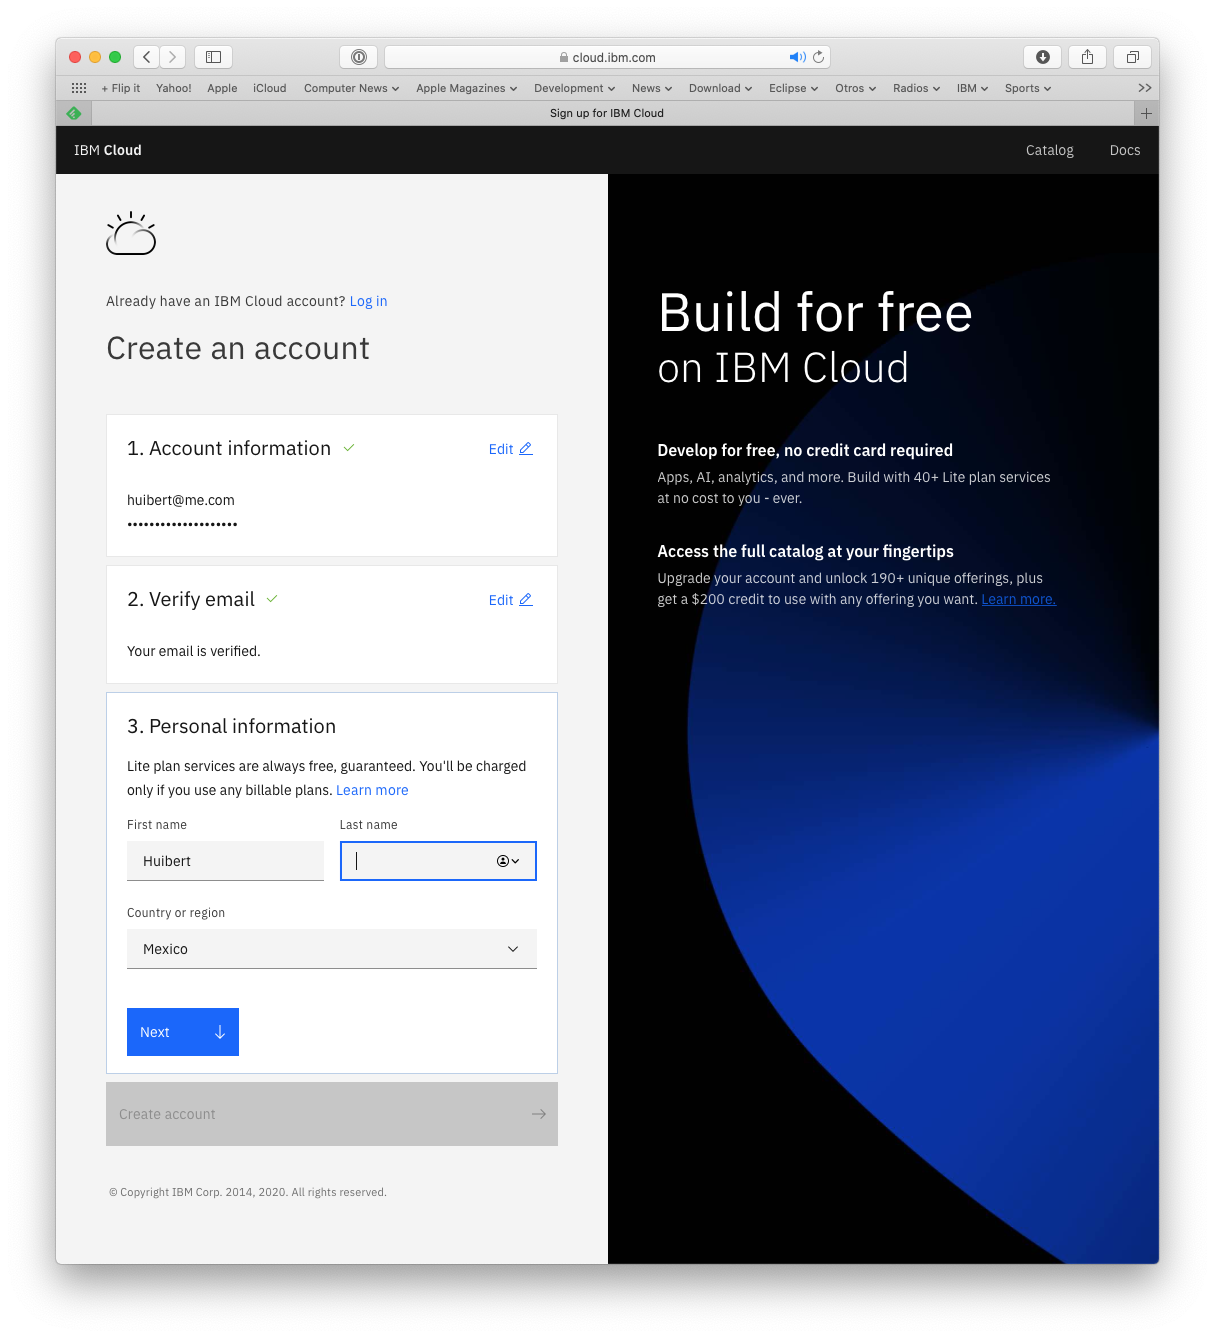 cloud.ibm.com
+ Flip it Yahoo! Apple iCloud Computer News Apple Magazines Development News Download Eclipse Otros Radios IBM Sports
Sign up for IBM Cloud
IBM Cloud
Catalog Docs
Already have an IBM Cloud account? Log in
Create an account
1. Account information
Edit
huibert@me.com
••••••••••••••••••••
2. Verify email
Edit
Your email is verified.
3. Personal information
Lite plan services are always free, guaranteed. You'll be charged
only if you use any billable plans. Learn more
First name
Last name
Huibert
Country or region
Mexico
Next
Create account
© Copyright IBM Corp. 2014, 2020. All rights reserved.
Build for free
on IBM Cloud
Develop for free, no credit card required
Apps, AI, analytics, and more. Build with 40+ Lite plan services
at no cost to you - ever.
Access the full catalog at your fingertips
Upgrade your account and unlock 190+ unique offerings, plus
get a $200 credit to use with any offering you want. Learn more.